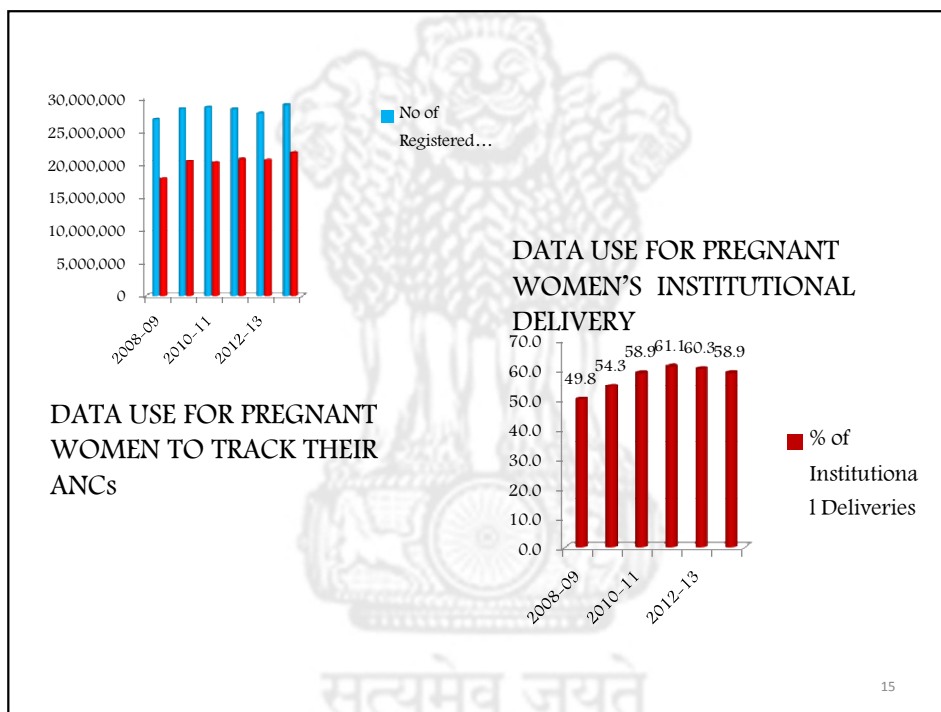 30,000,000
25,000,000
20,000,000
15,000,000
10,000,000
5,000,000
0
2008-09
2010-11
2012-13
No of
Registered...
DATA USE FOR PREGNANT
WOMEN TO TRACK THEIR
ANCs
DATA USE FOR PREGNANT
WOMEN'S INSTITUTIONAL
DELIVERY
70.0
60.0
50.0
40.0
30.0
20.0
10.0
0.0
49.8
54.3
58.9
61.1
60.3
58.9
2008-09
2010-11
2012-13
% of
Institutiona
l Deliveries
सत्यमेव जयते
15